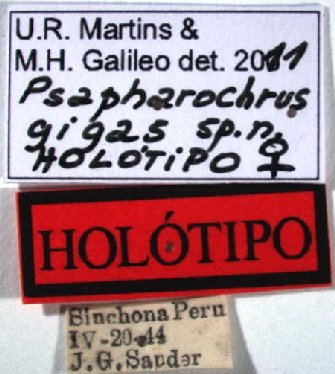 U.R. Martins &
M.H. Galileo det. 2011
Psapharochrus
gigas sp.n.
HOLÓTIPO ♀
HOLÓTIPO
Sinchona Peru
IV-20-44
J.G. Sander